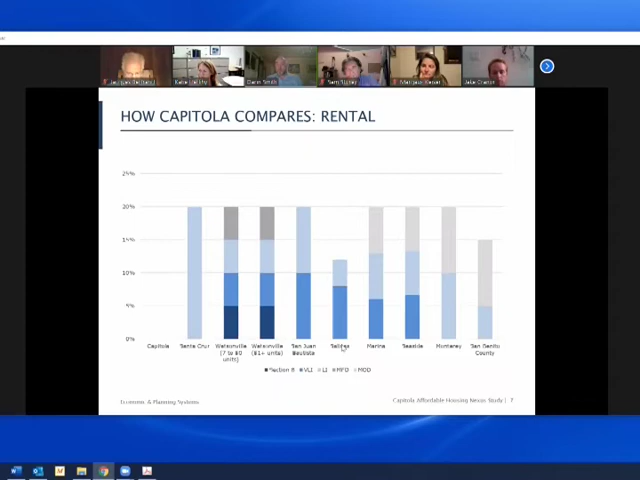 HOW CAPITOLA COMPARES: RENTAL
25%
20%
15%
10%
5%
0%
Capitola
Santa Cruz
Watsonville (7 to 50 units)
Watsonville (51+ units)
San Juan Bautista
Salinas
Marina
Seaside
Monterey
San Benito County
Section 8 VLI LI MFD MOD
Economic & Planning Systems
Capitola Affordable Housing Nexus Study | 7